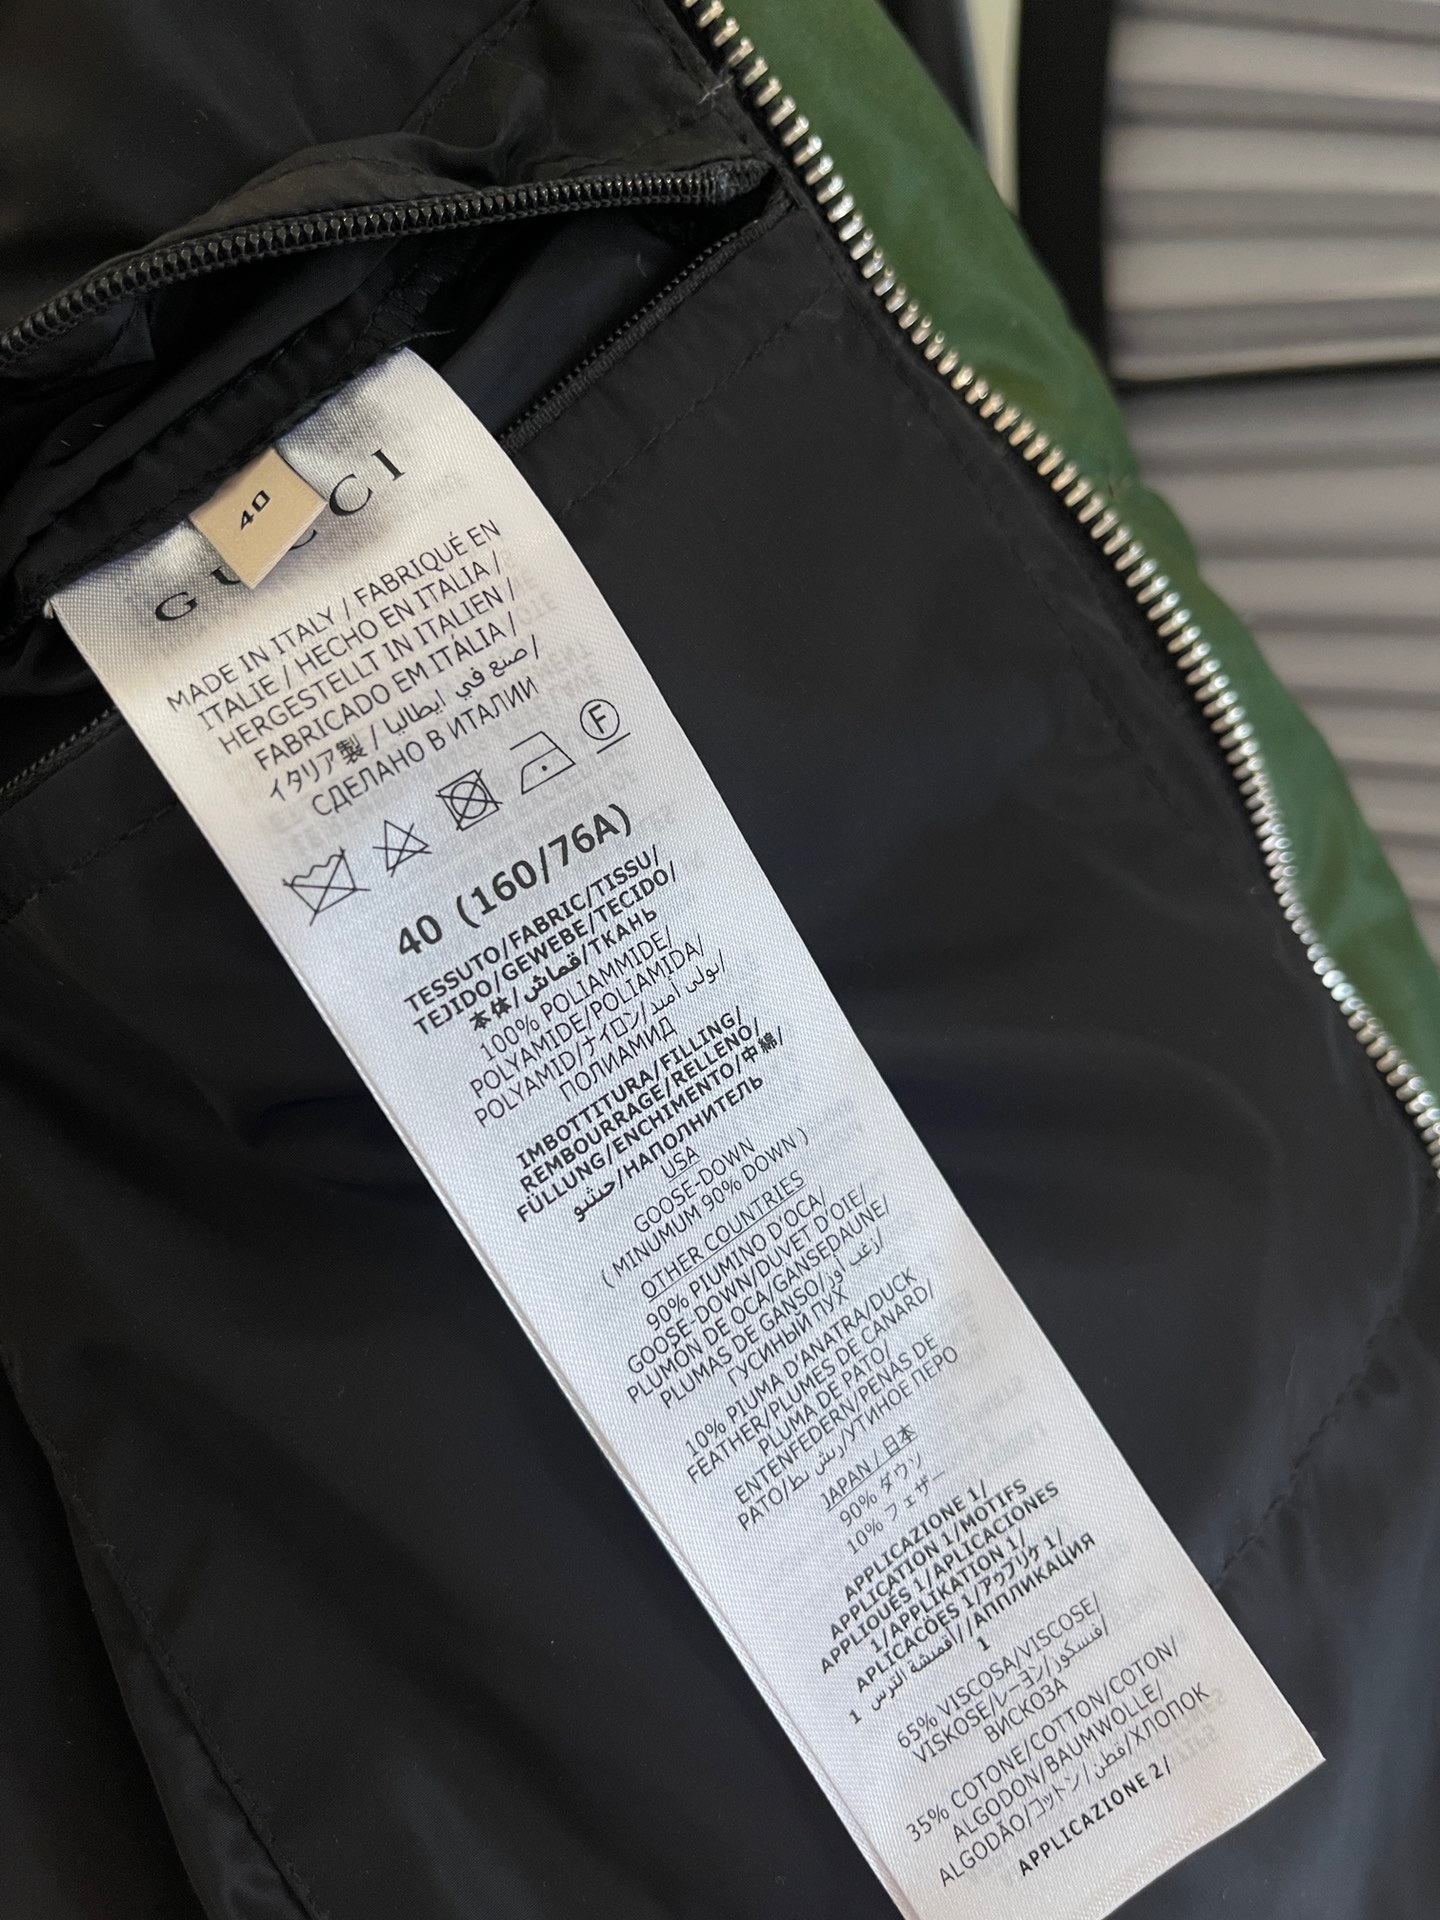 40
GUCCI
MADE IN ITALY / FABRIQUÉ EN
ITALIE / HECHO EN ITALIA /
HERGESTELLT IN ITALIEN /
FABRICADO EM ITÁLIA /
صنع في ايطاليا /
イタリア製 /
СДЕЛАНО В ИТАЛИИ
F
40 (160/76A)
TESSUTO/FABRIC/TISSU/
TEJIDO/GEWEBE/TECIDO/
本体/قماش/ТКАНЬ
100% POLIAMMIDE/
POLYAMIDE/POLIAMIDA/
POLYAMID/ナイロン/بولي أميد/
ПОЛИАМИД
IMBOTTITURA/FILLING/
REMBOURRAGE/RELLENO/
FÜLLUNG/ENCHIMENTO/中綿/
حشو/НАПОЛНИТЕЛЬ
USA
GOOSE-DOWN
( MINUMUM 90% DOWN )
OTHER COUNTRIES
90% PIUMINO D'OCA/
GOOSE-DOWN/DUVET D'OIE/
PLUMÓN DE OCA/GANSEDAUNE/
PLUMAS DE GANSO/زغب أوز/
ГУСИНЫЙ ПУХ
10% PIUMA D'ANATRA/DUCK
FEATHER/PLUMES DE CANARD/
PLUMA DE PATO/
ENTENFEDERN/PENAS DE
PATO/ريش بط/УТИНОЕ ПЕРО
JAPAN / 日本
90% ダウン
10% フェザー
APPLICAZIONE 1/
APPLICATION 1/MOTIFS
APPLIQUÉS 1/APLICACIONES
1/APPLIKATION 1/
APLICAÇÕES 1/アップリケ 1/
1 أقمشة الترس//АППЛИКАЦИЯ
1
65% VISCOSA/VISCOSE/
VISKOSE/レーヨン/فسكوز/
ВИСКОЗА
35% COTONE/COTTON/COTON/
ALGODÓN/BAUMWOLLE/
ALGODÃO/コットン/قطن/ХЛОПОК
APPLICAZIONE 2/